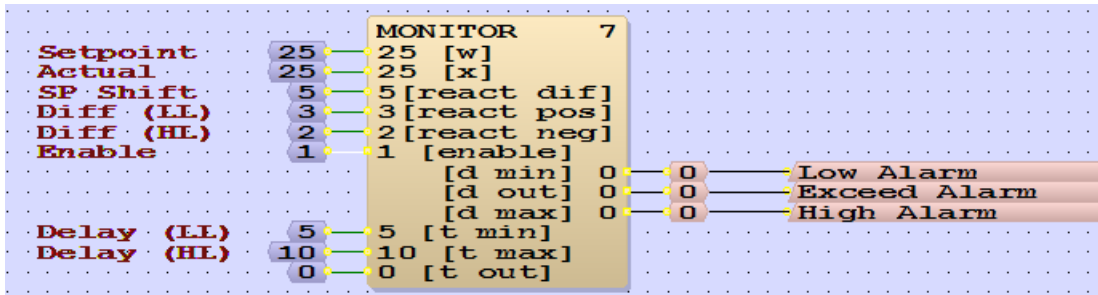 MONITOR 7
Setpoint 25 25 [w]
Actual 25 25 [x]
SP Shift 5 5[react dif]
Diff (LL) 3 3[react pos]
Diff (HL) 2 2[react neg]
Enable 1 1 [enable]
[d min] 0 0 Low Alarm
[d out] 0 0 Exceed Alarm
[d max] 0 0 High Alarm
Delay (LL) 5 5 [t min]
Delay (HL) 10 10 [t max]
0 0 [t out]